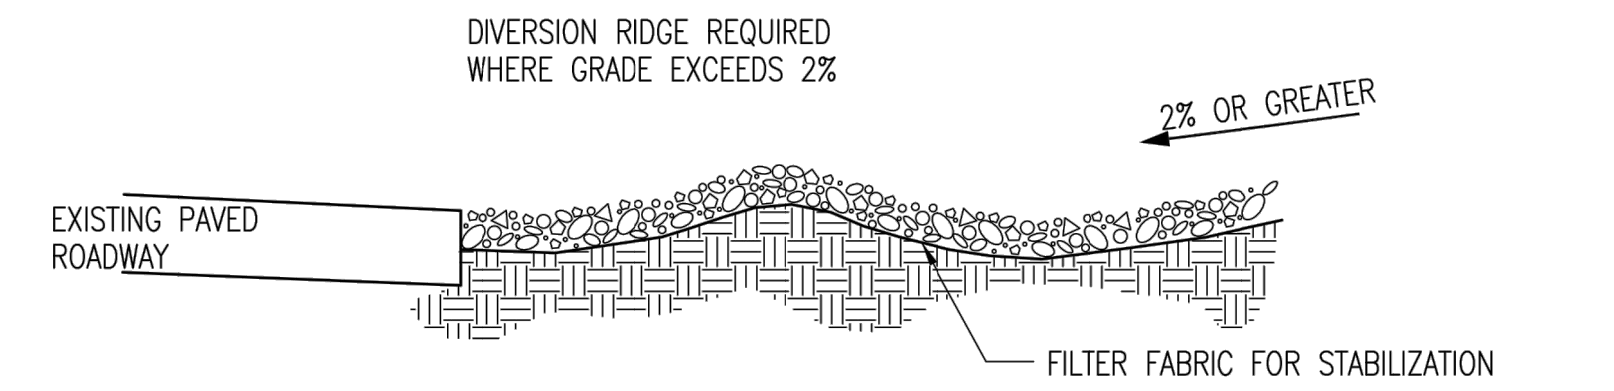 DIVERSION RIDGE REQUIRED
WHERE GRADE EXCEEDS 2%
2% OR GREATER
EXISTING PAVED
ROADWAY
FILTER FABRIC FOR STABILIZATION